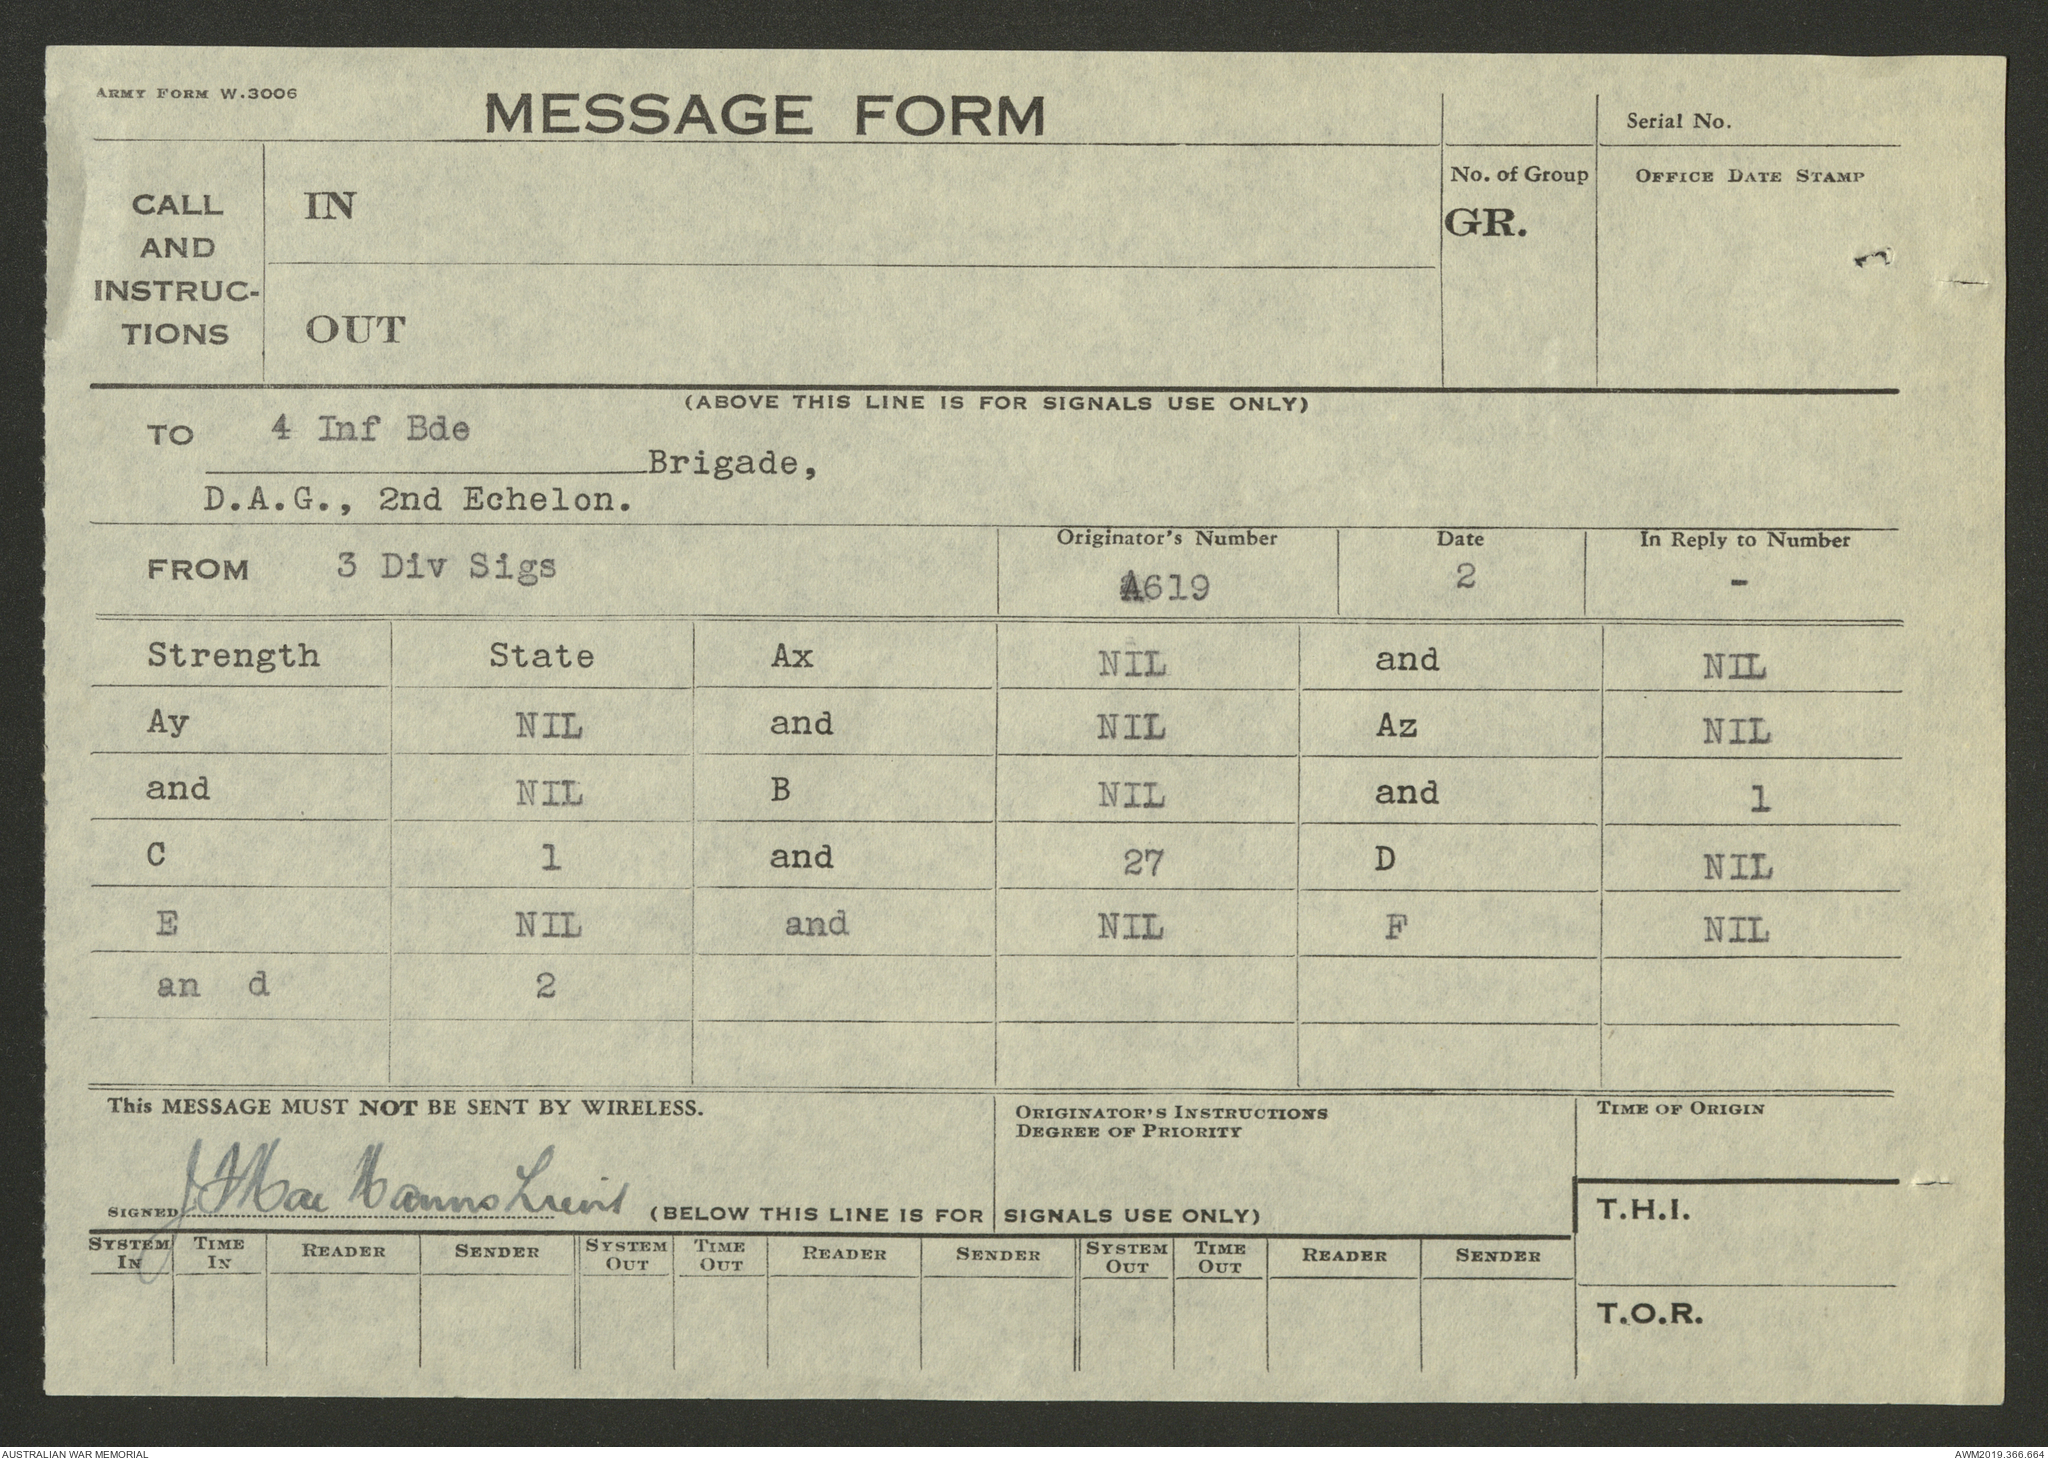 ARMY FORM W.3006
MESSAGE FORM
Serial No.
CALL
AND
INSTRUC-
TIONS
IN
OUT
No. of Group
GR.
OFFICE DATE STAMP
(ABOVE THIS LINE IS FOR SIGNALS USE ONLY)
TO 4 Inf Bde
Brigade,
D.A.G., 2nd Echelon.
FROM 3 Div Sigs
Originator's Number
A619
Date
2
In Reply to Number
-
Strength State Ax NIL and NIL
Ay NIL and NIL Az NIL
and NIL B NIL and 1
C 1 and 27 D NIL
E NIL and NIL F NIL
an d 2
This MESSAGE MUST NOT BE SENT BY WIRELESS.
ORIGINATOR'S INSTRUCTIONS
DEGREE OF PRIORITY
TIME OF ORIGIN
SIGNED
(BELOW THIS LINE IS FOR SIGNALS USE ONLY)
T.H.I.
SYSTEM IN TIME IN READER SENDER SYSTEM OUT TIME OUT READER SENDER SYSTEM OUT TIME OUT READER SENDER
T.O.R.
AUSTRALIAN WAR MEMORIAL
AWM2019.366.664